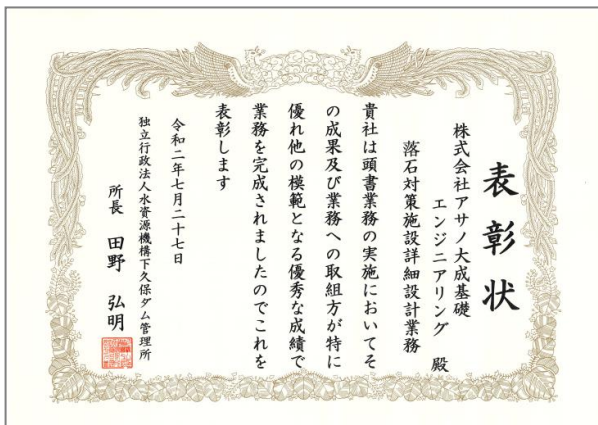 表彰状
株式会社アサノ大成基礎
エンジニアリング 殿
落石対策施設詳細設計業務
貴社は頭書業務の実施においてそ
の成果及び業務への取組方が特に
優れ他の模範となる優秀な成績で
業務を完成されましたのでこれを
表彰します
令和二年七月二十七日
独立行政法人水資源機構下久保ダム管理所
所長 田野 弘明